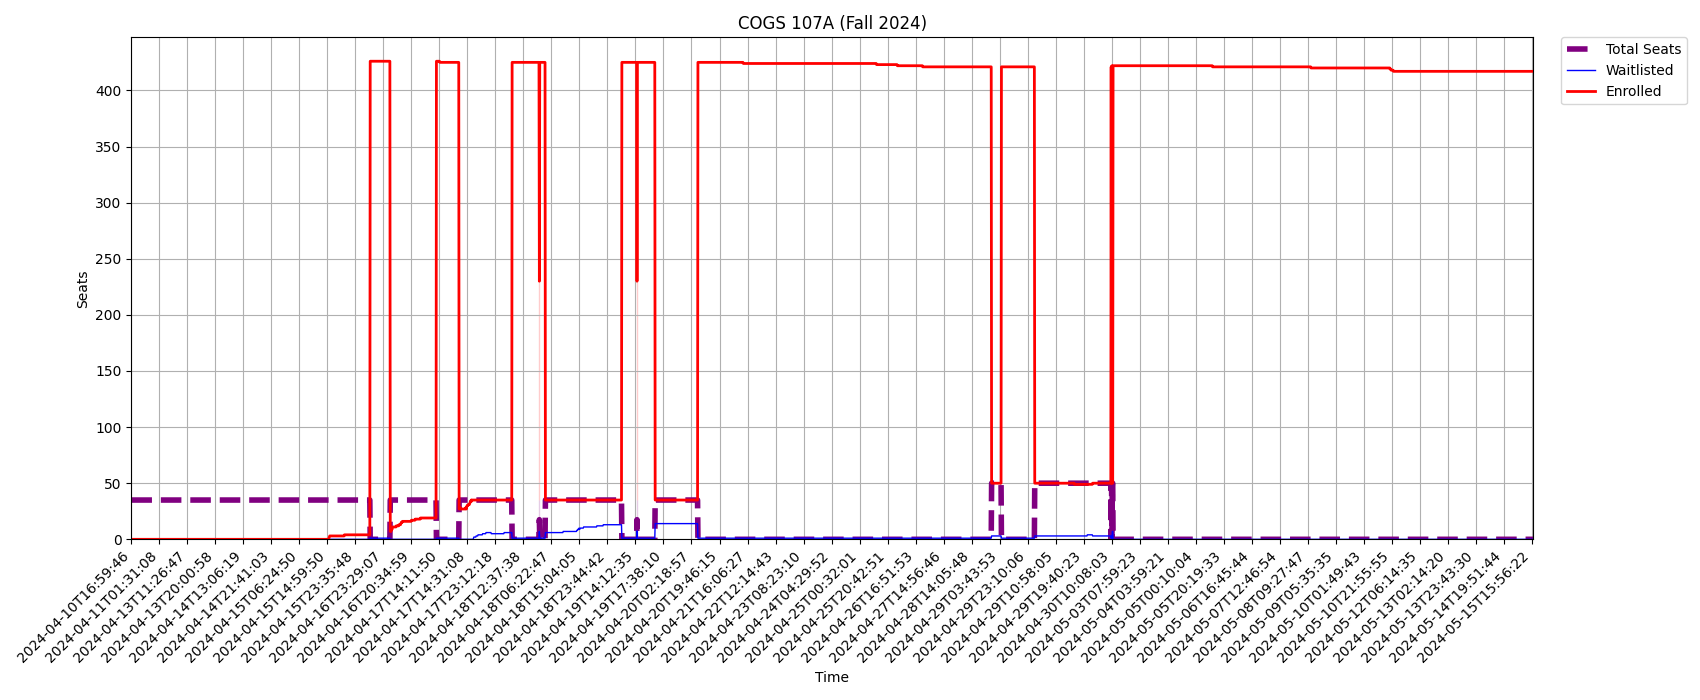 COGS 107A (Fall 2024)
Total Seats
Waitlisted
Enrolled
Seats
400
350
300
250
200
150
100
50
0
2024-04-10T16:59:46
2024-04-11T01:31:08
2024-04-13T11:26:47
2024-04-13T20:00:58
2024-04-14T13:06:19
2024-04-14T21:41:03
2024-04-15T06:24:50
2024-04-15T14:59:50
2024-04-15T23:35:48
2024-04-16T23:29:07
2024-04-16T20:34:59
2024-04-17T14:11:50
2024-04-17T14:31:08
2024-04-17T23:12:18
2024-04-18T12:37:38
2024-04-18T06:22:47
2024-04-18T15:04:05
2024-04-18T23:44:42
2024-04-19T14:12:35
2024-04-19T17:38:10
2024-04-20T02:18:57
2024-04-20T19:46:15
2024-04-21T16:06:27
2024-04-22T12:14:43
2024-04-23T08:23:10
2024-04-24T04:29:52
2024-04-25T00:32:01
2024-04-25T20:42:51
2024-04-26T16:51:53
2024-04-27T14:56:46
2024-04-28T14:05:48
2024-04-29T03:43:53
2024-04-29T23:10:06
2024-04-29T10:58:05
2024-04-29T19:40:23
2024-04-30T10:08:03
2024-05-03T07:59:23
2024-05-04T03:59:21
2024-05-05T00:10:04
2024-05-05T20:19:33
2024-05-06T16:45:44
2024-05-07T12:46:54
2024-05-08T09:27:47
2024-05-09T05:35:35
2024-05-10T01:49:43
2024-05-10T21:55:55
2024-05-12T06:14:35
2024-05-13T02:14:20
2024-05-13T23:43:30
2024-05-14T19:51:44
2024-05-15T15:56:22
Time